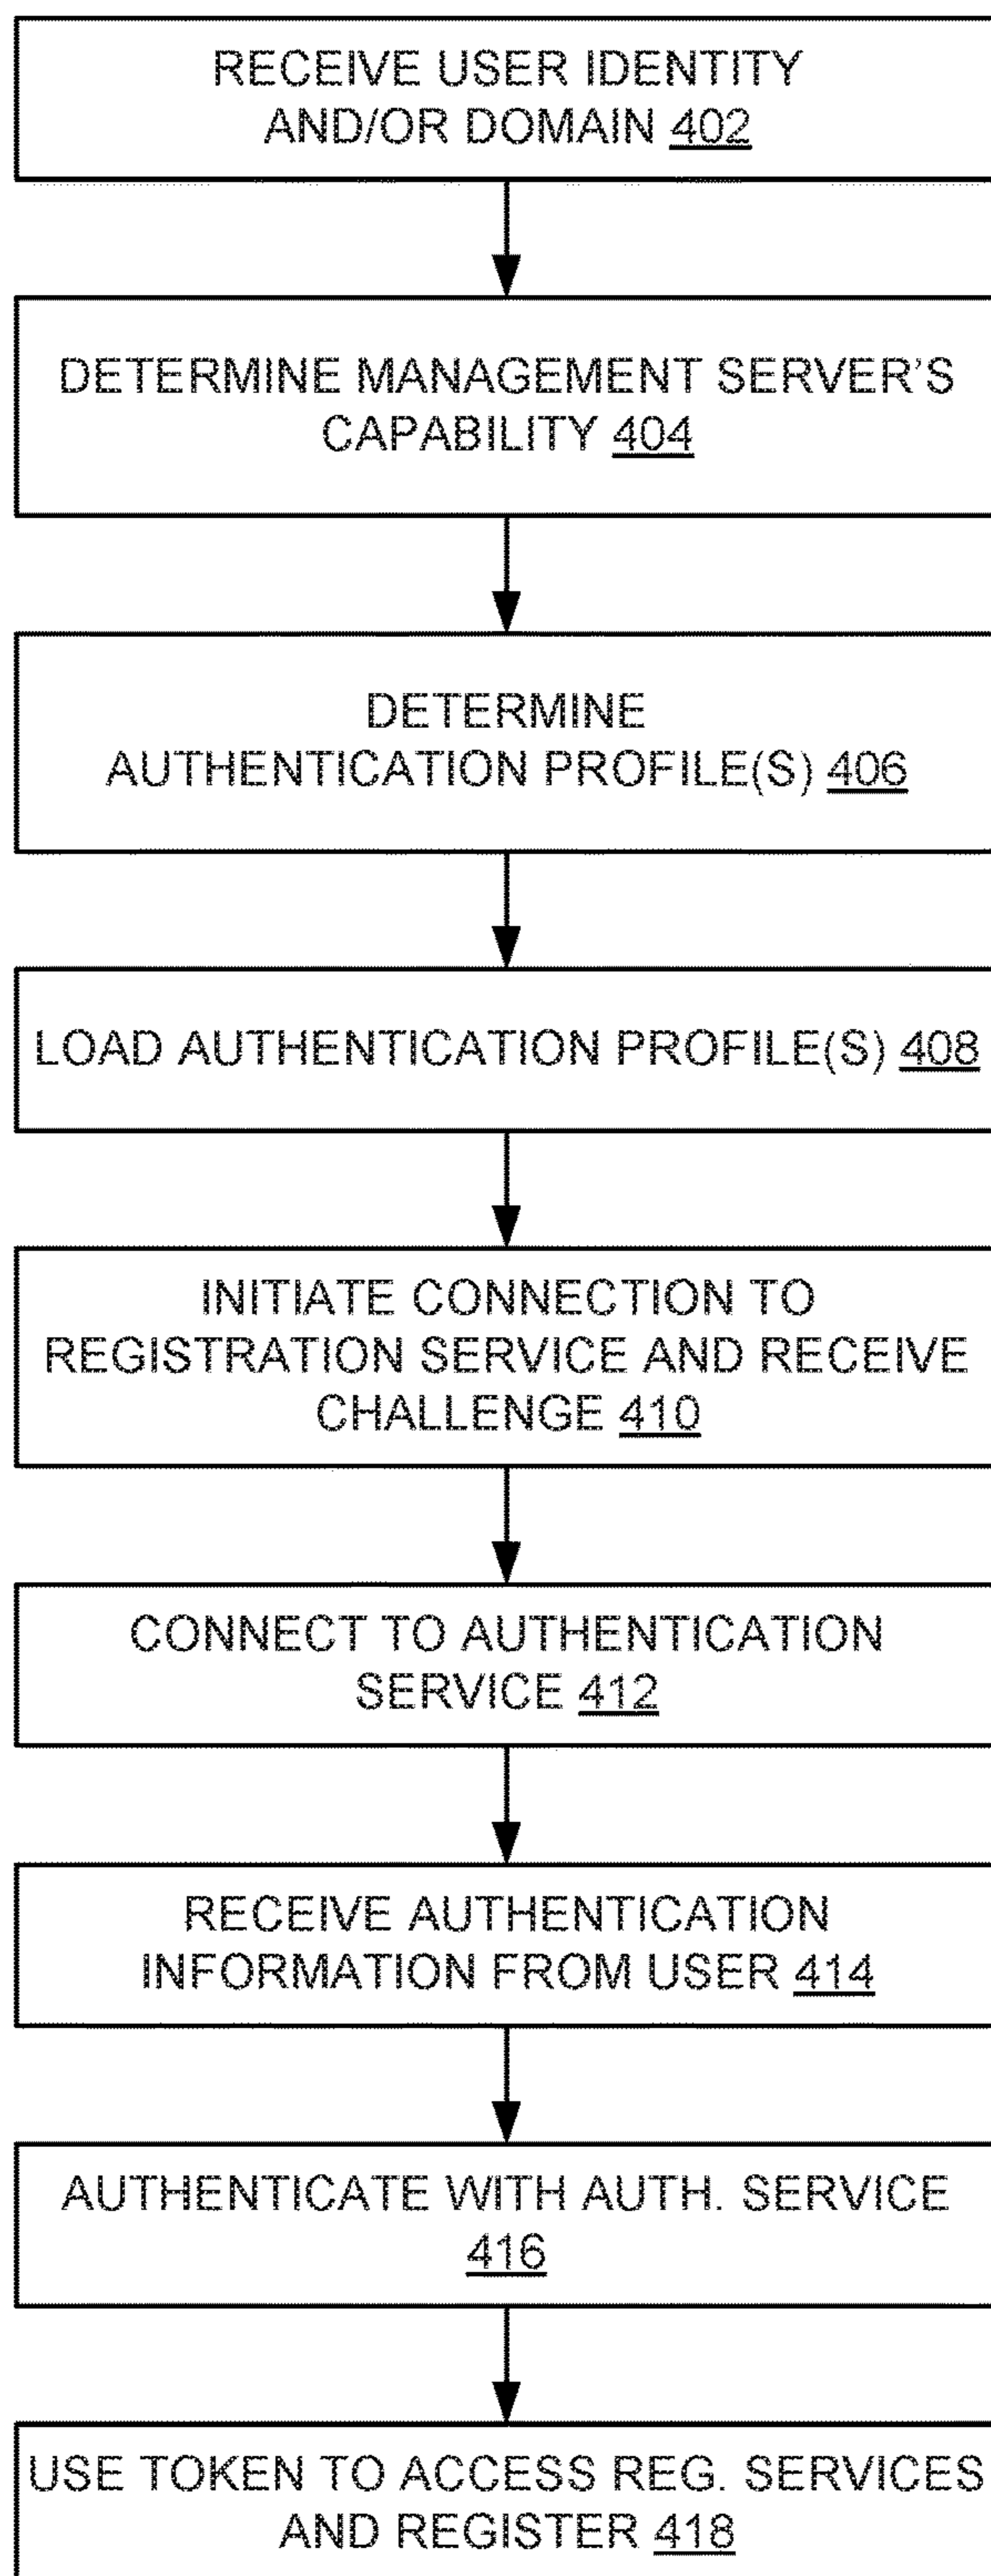 RECEIVE USER IDENTITY
AND/OR DOMAIN 402
DETERMINE MANAGEMENT SERVER'S
CAPABILITY 404
DETERMINE
AUTHENTICATION PROFILE(S) 406
LOAD AUTHENTICATION PROFILE(S) 408
INITIATE CONNECTION TO
REGISTRATION SERVICE AND RECEIVE
CHALLENGE 410
CONNECT TO AUTHENTICATION
SERVICE 412
RECEIVE AUTHENTICATION
INFORMATION FROM USER 414
AUTHENTICATE WITH AUTH. SERVICE
416
USE TOKEN TO ACCESS REG. SERVICES
AND REGISTER 418